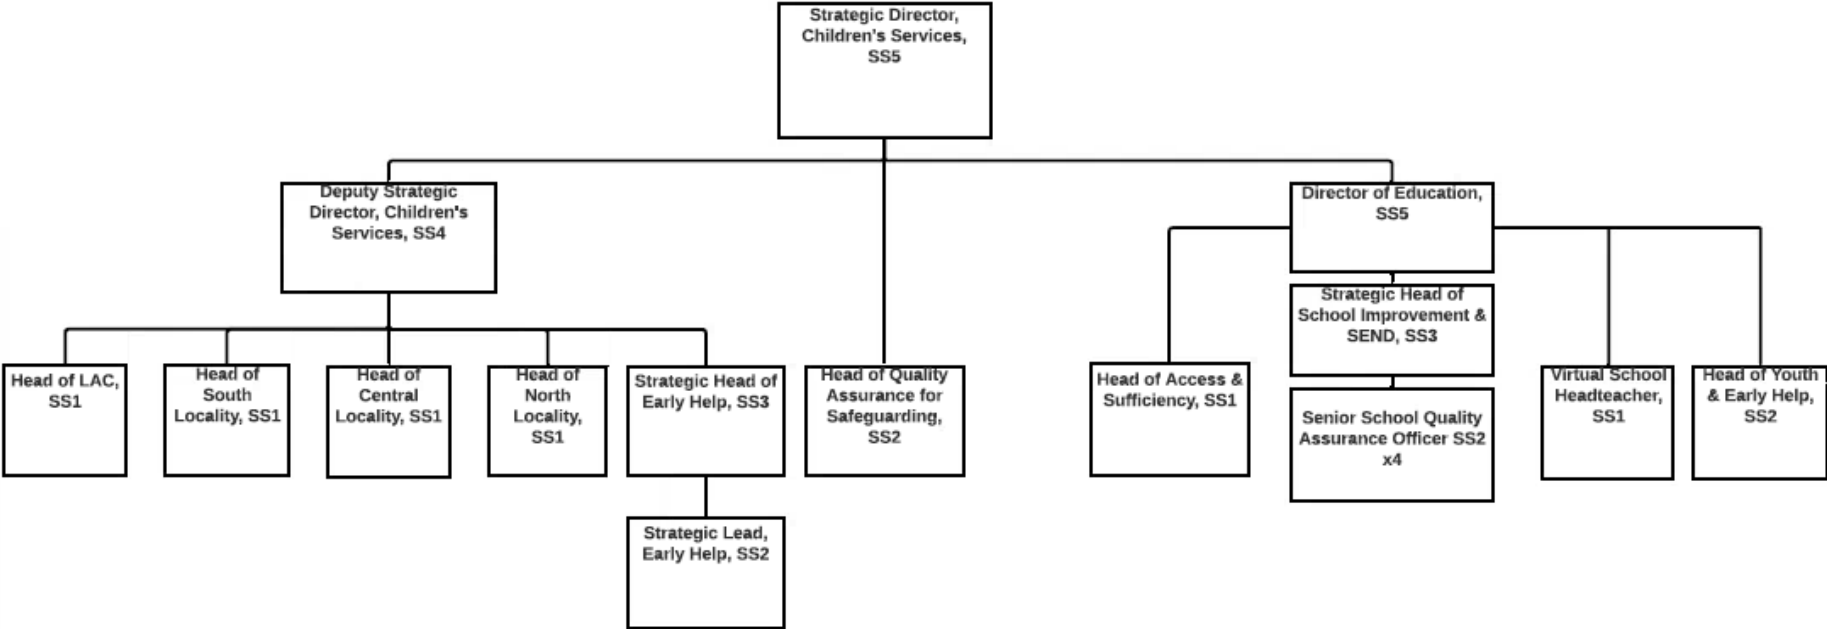 Strategic Director,
Children's Services,
SS5
Deputy Strategic
Director, Children's
Services, SS4
Director of Education,
SS5
Strategic Head of
School Improvement &
SEND, SS3
Head of LAC,
SS1
Head of
South
Locality, SS1
Head of
Central
Locality, SS1
Head of
North
Locality,
SS1
Strategic Head of
Early Help, SS3
Head of Quality
Assurance for
Safeguarding,
SS2
Head of Access &
Sufficiency, SS1
Senior School Quality
Assurance Officer SS2
x4
Virtual School
Headteacher,
SS1
Head of Youth
& Early Help,
SS2
Strategic Lead,
Early Help, SS2